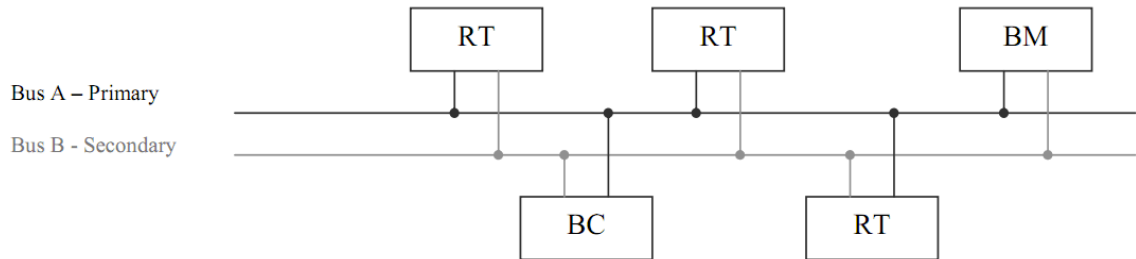 RT
RT
BM
Bus A – Primary
Bus B - Secondary
BC
RT